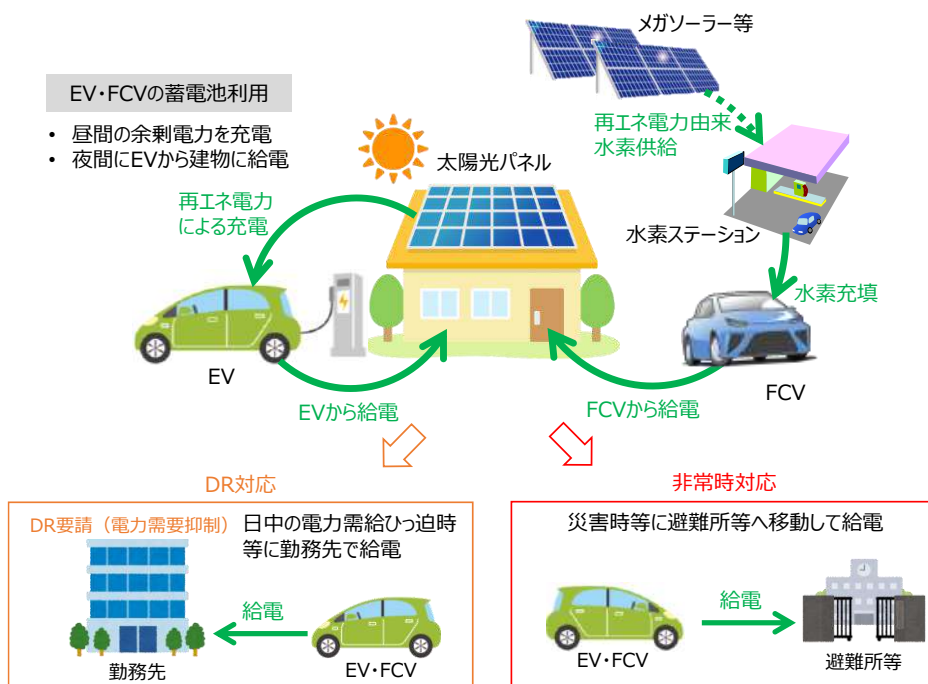 メガソーラー等
EV・FCVの蓄電池利用
• 昼間の余剰電力を充電
• 夜間にEVから建物に給電
再エネ電力由来
水素供給
太陽光パネル
再エネ電力
による充電
水素ステーション
水素充填
EV
FCV
EVから給電
FCVから給電
DR対応
DR要請（電力需要抑制）
日中の電力需給ひっ迫時
等に勤務先で給電
給電
勤務先
EV・FCV
非常時対応
災害時等に避難所等へ移動して給電
給電
EV・FCV
避難所等